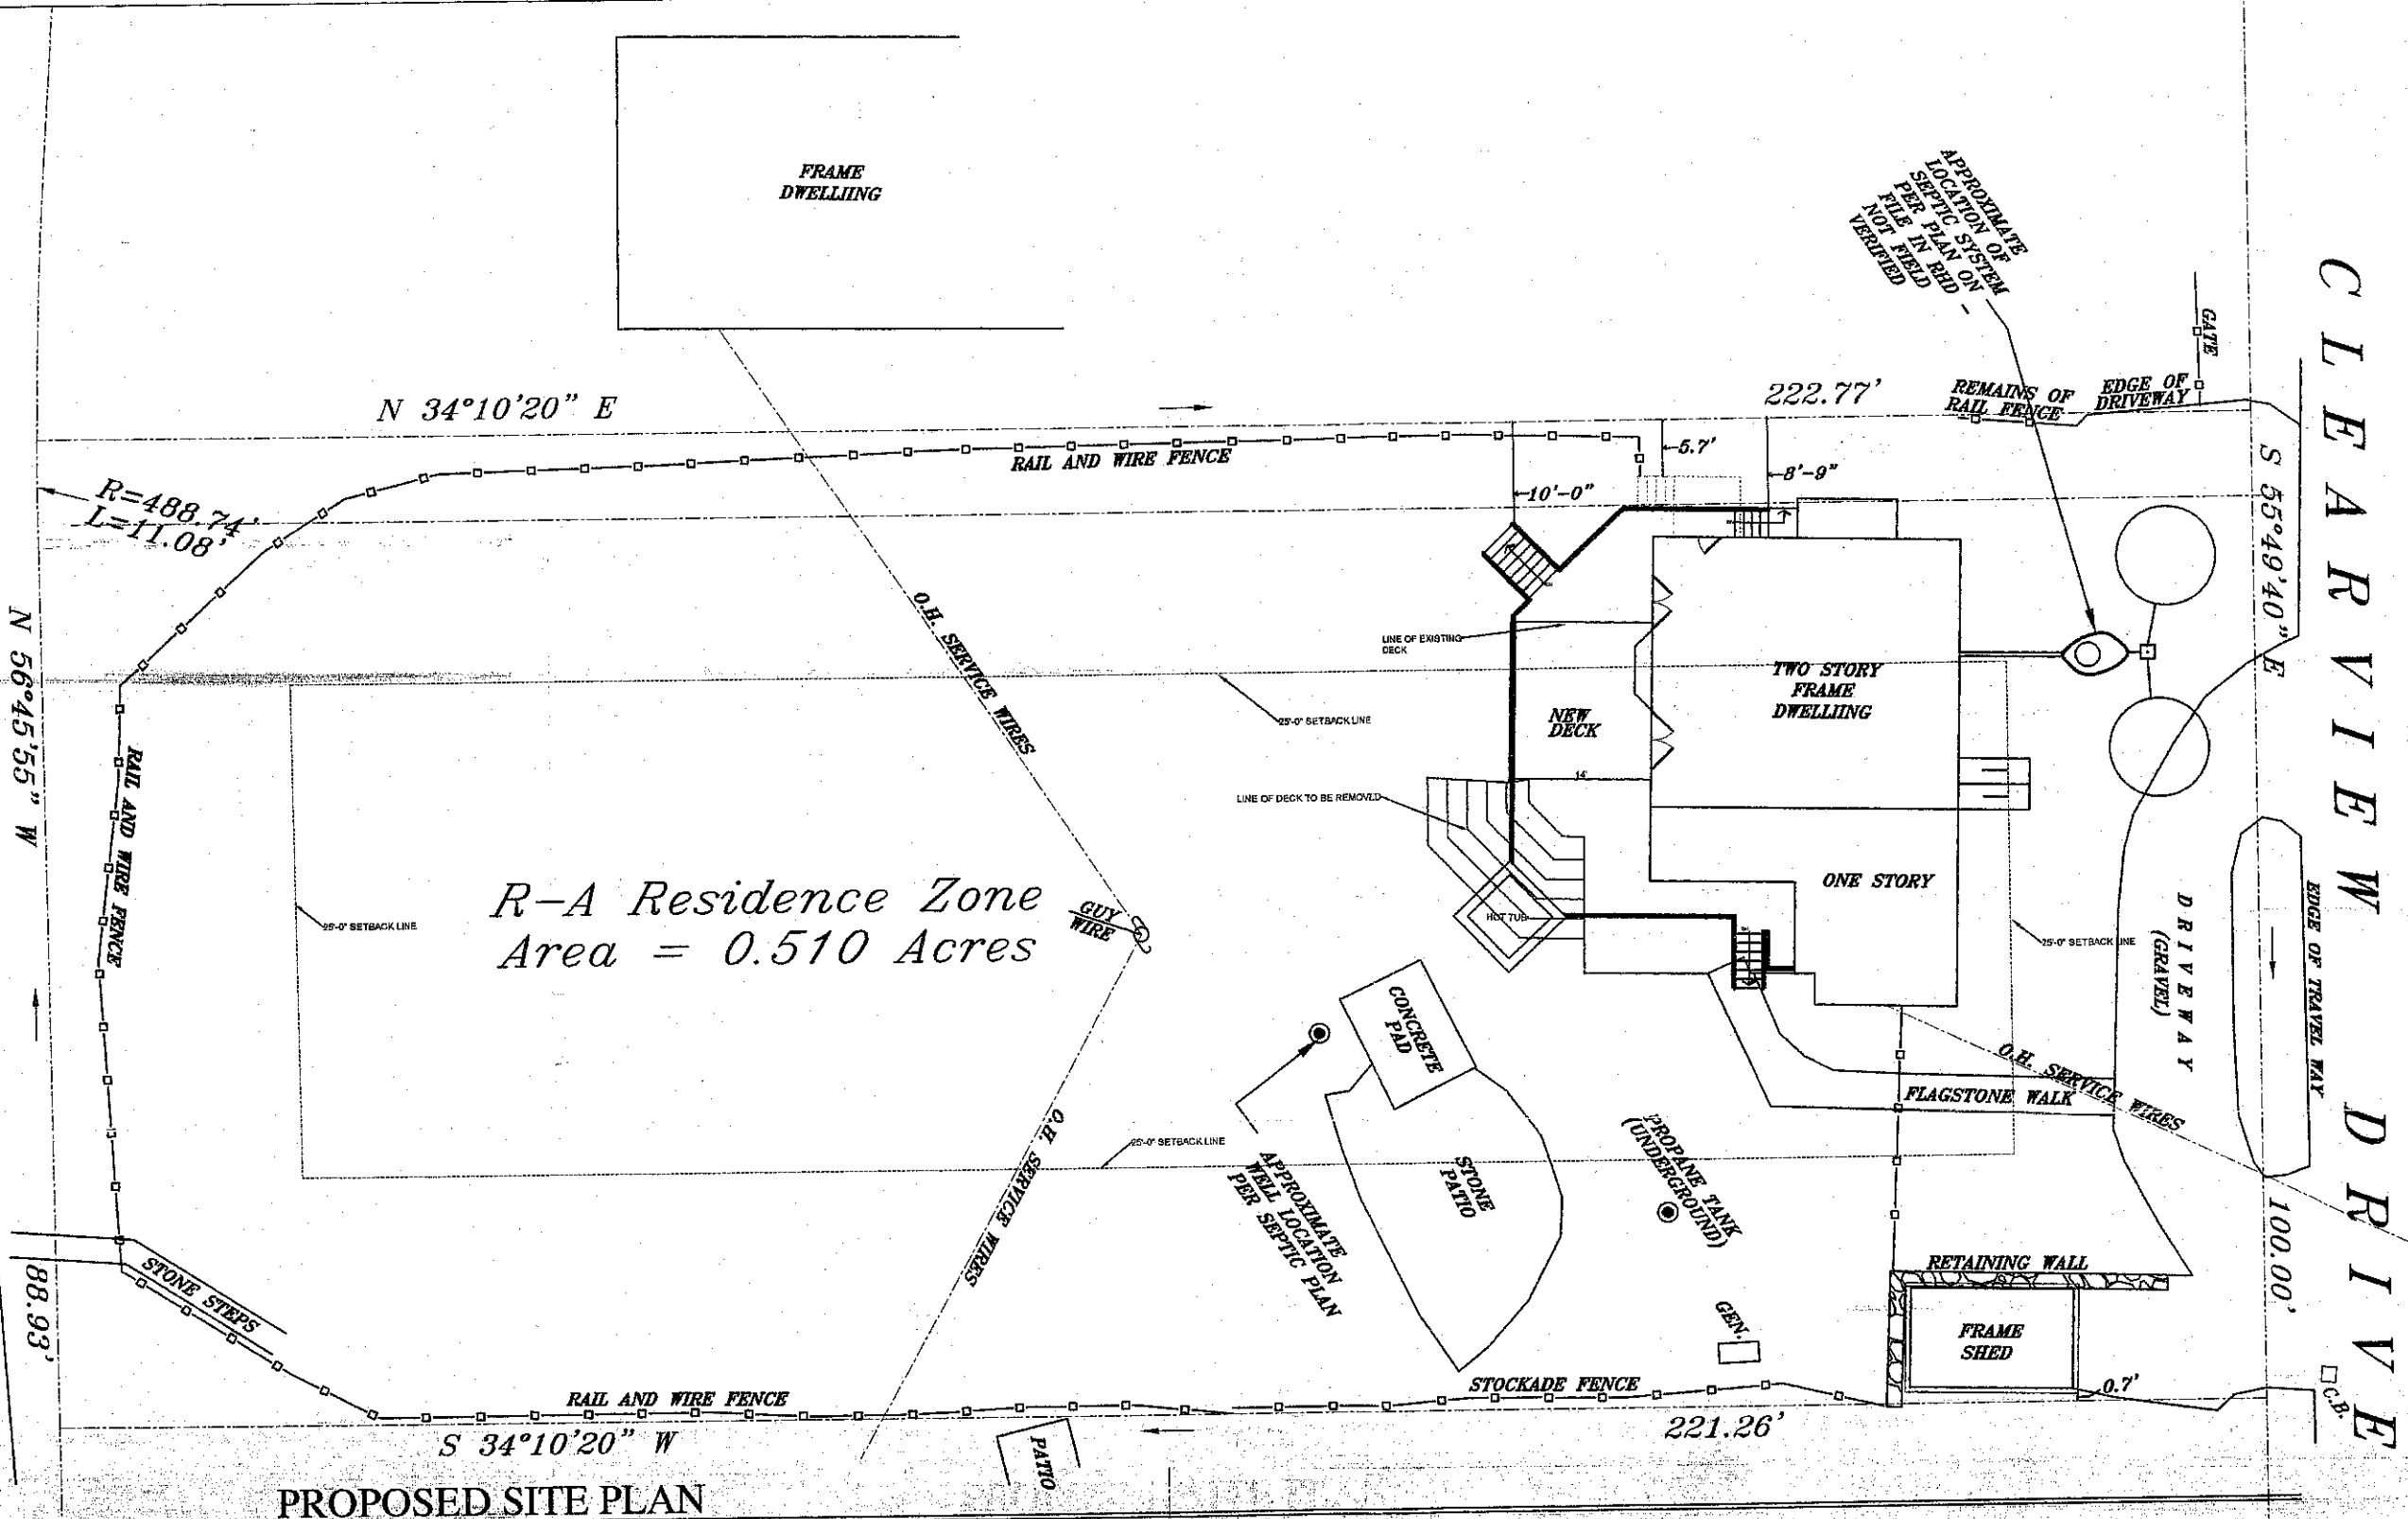 FRAME
DWELLIING
APPROXIMATE
LOCATION OF
SEPTIC SYSTEM
PER PLAN ON
FILE IN RHD -
NOT FIELD
VERIFIED
GATE
CLEARVIEW DRIVE
N 34°10'20" E
222.77'
REMAINS OF
RAIL FENCE
EDGE OF
DRIVEWAY
RAIL AND WIRE FENCE
5.7'
8'-9"
10'-0"
S 55°49'40" E
R=488.74'
L=11.08'
O.H. SERVICE WIRES
LINE OF EXISTING
DECK
N 56°45'55" W
25'-0" SETBACK LINE
NEW
DECK
TWO STORY
FRAME
DWELLIING
14'
LINE OF DECK TO BE REMOVED
RAIL AND WIRE FENCE
R-A Residence Zone
Area = 0.510 Acres
25'-0" SETBACK LINE
GUY
WIRE
HOT TUB
ONE STORY
25'-0" SETBACK LINE
DRIVEWAY
(GRAVEL)
EDGE OF TRAVEL WAY
CONCRETE
PAD
O.H. SERVICE WIRES
FLAGSTONE WALK
O.H. SERVICE WIRES
25'-0" SETBACK LINE
APPROXIMATE
WELL LOCATION
PER SEPTIC PLAN
STONE
PATIO
PROPANE TANK
(UNDERGROUND)
100.00'
88.93'
STONE STEPS
RETAINING WALL
FRAME
SHED
GEN.
0.7'
C.B.
RAIL AND WIRE FENCE
STOCKADE FENCE
S 34°10'20" W
221.26'
PATIO
PROPOSED SITE PLAN